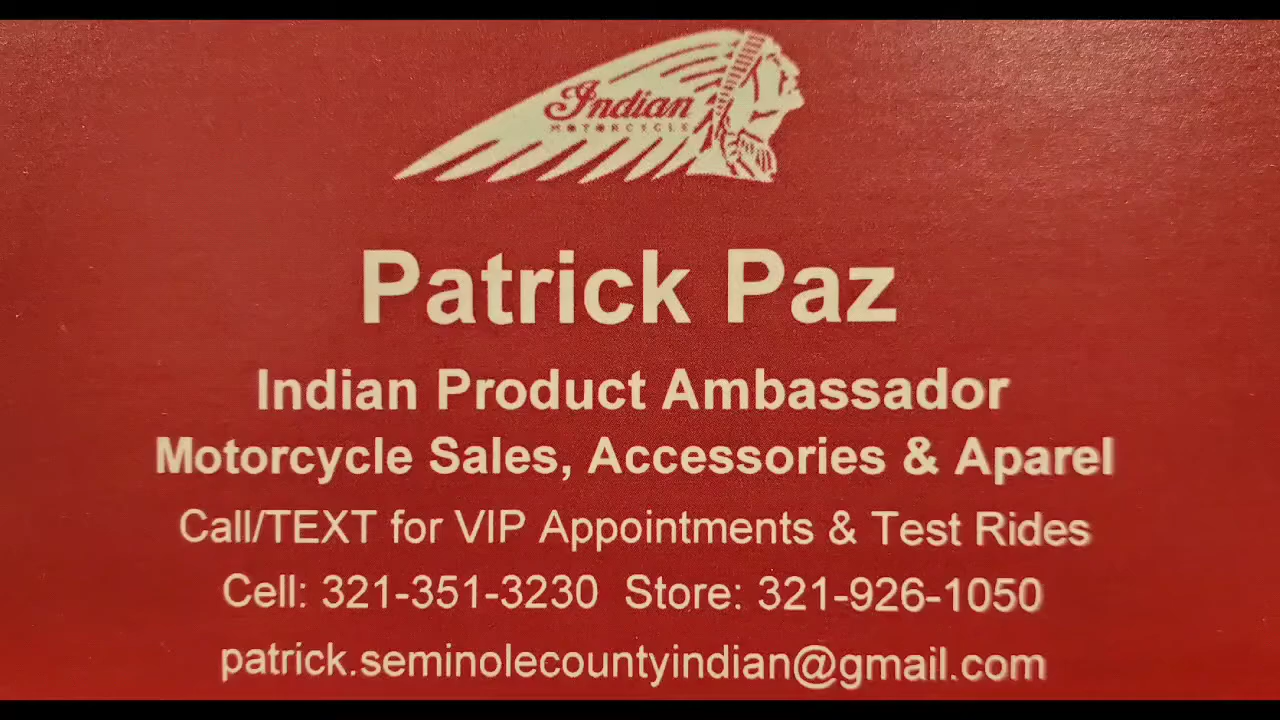 Indian
MOTORCYCLE
Patrick Paz
Indian Product Ambassador
Motorcycle Sales, Accessories & Aparel
Call/TEXT for VIP Appointments & Test Rides
Cell: 321-351-3230 Store: 321-926-1050
patrick.seminolecountyindian@gmail.com